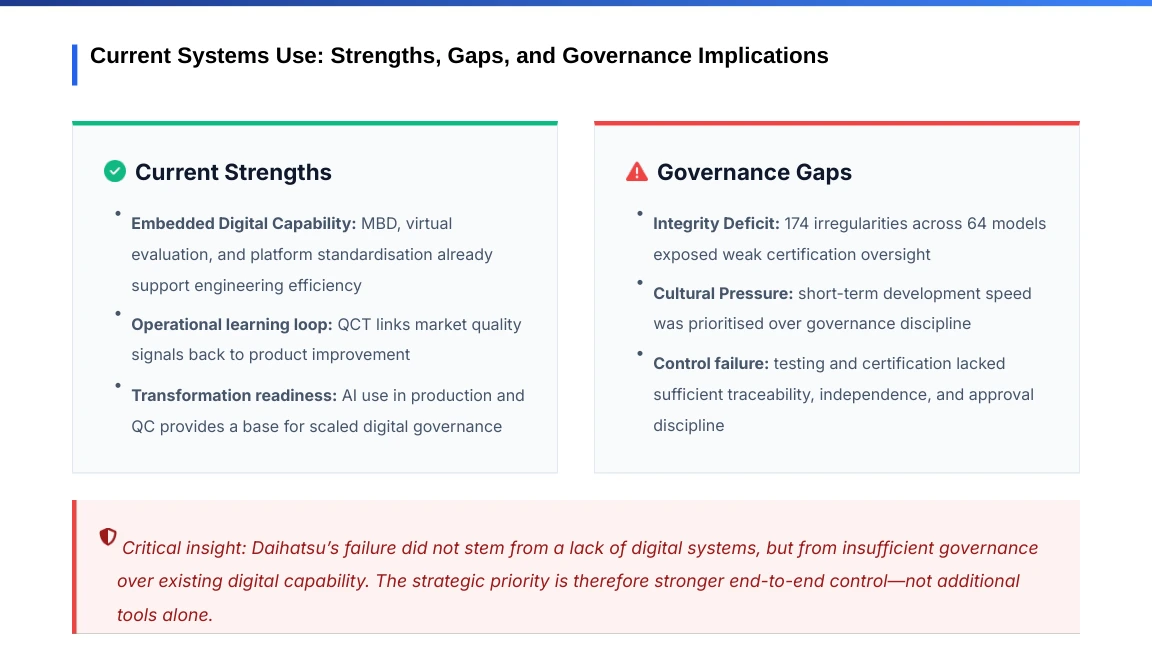 Current Systems Use: Strengths, Gaps, and Governance Implications
Current Strengths
• Embedded Digital Capability: MBD, virtual
evaluation, and platform standardisation already
support engineering efficiency
• Operational learning loop: QCT links market quality
signals back to product improvement
• Transformation readiness: AI use in production and
QC provides a base for scaled digital governance
Governance Gaps
• Integrity Deficit: 174 irregularities across 64 models
exposed weak certification oversight
• Cultural Pressure: short-term development speed
was prioritised over governance discipline
• Control failure: testing and certification lacked
sufficient traceability, independence, and approval
discipline
Critical insight: Daihatsu’s failure did not stem from a lack of digital systems, but from insufficient governance
over existing digital capability. The strategic priority is therefore stronger end-to-end control—not additional
tools alone.